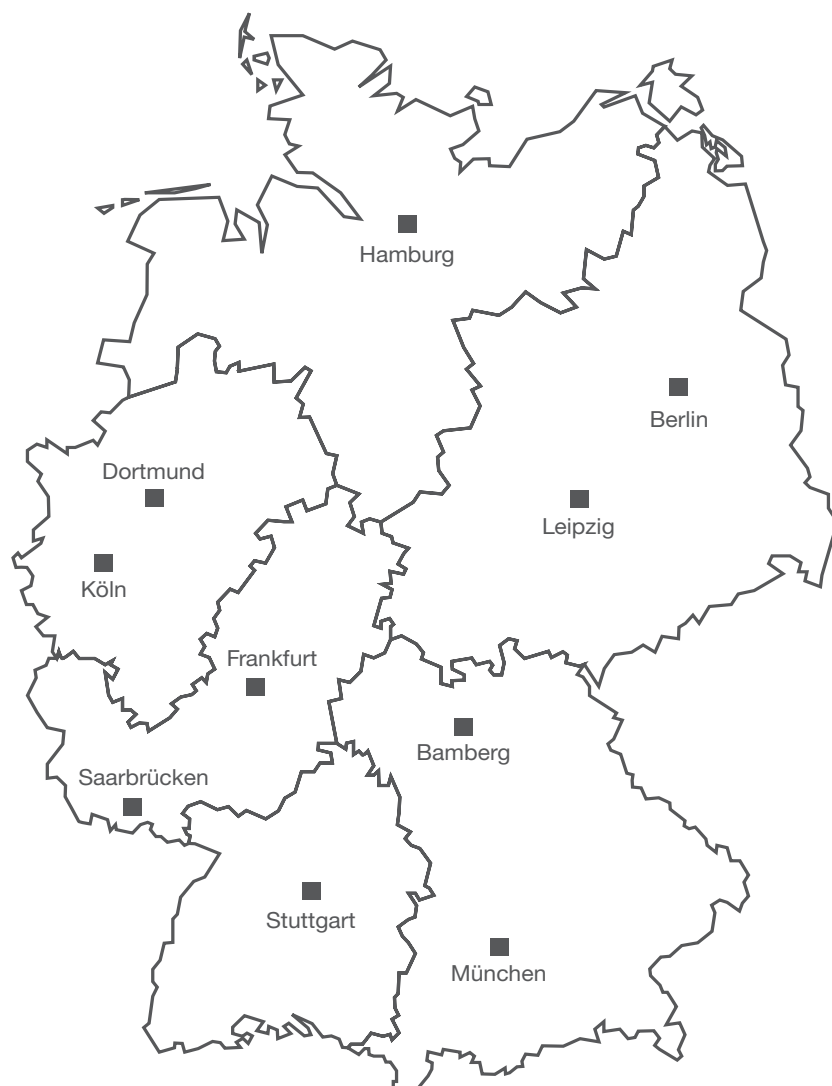 Hamburg
Berlin
Dortmund
Leipzig
Köln
Frankfurt
Bamberg
Saarbrücken
Stuttgart
München